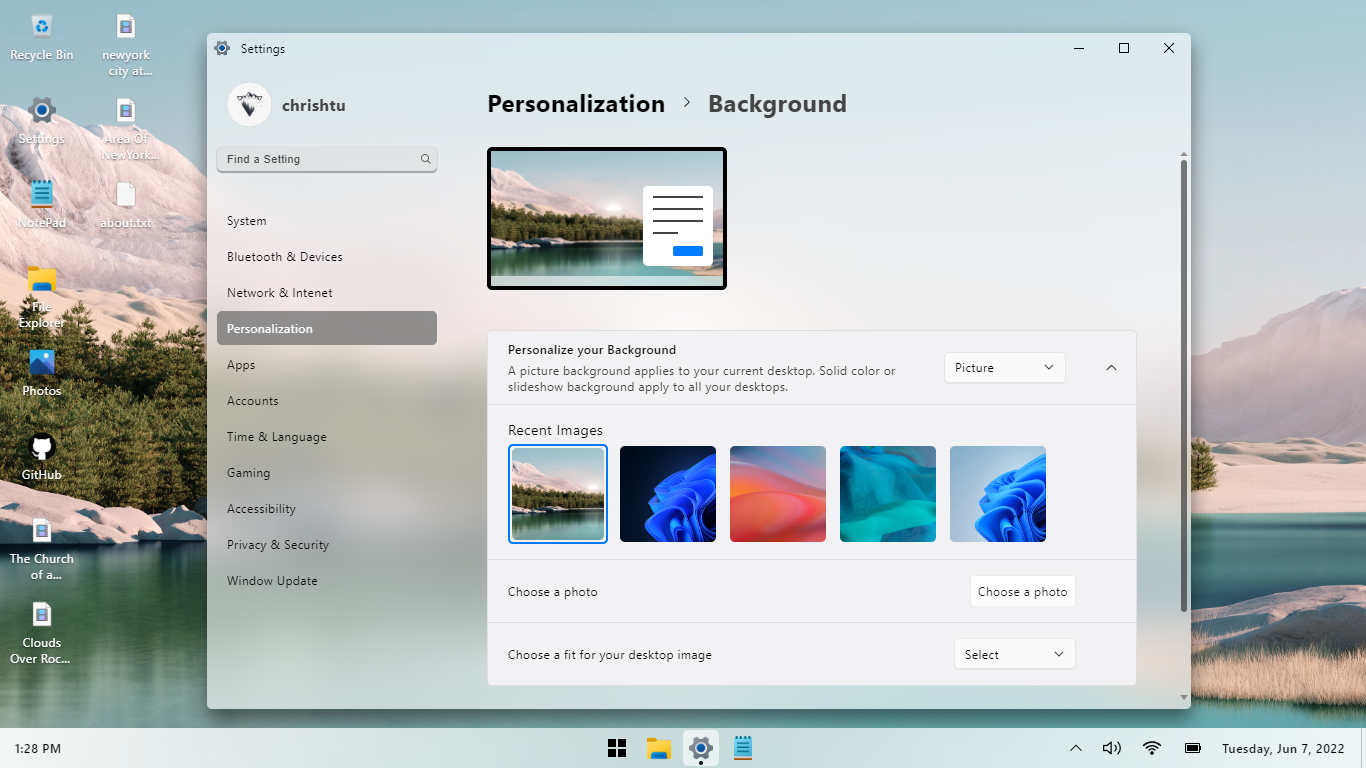 Recycle Bin
newyork
city at...
Settings
Area Of
NewYork...
NotePad
about.txt
File
Explorer
Photos
GitHub
The Church
of a...
Clouds
Over Roc...
Settings
chrishtu
Find a Setting
System
Bluetooth & Devices
Network & Intenet
Personalization
Apps
Accounts
Time & Language
Gaming
Accessibility
Privacy & Security
Window Update
Personalization > Background
Personalize your Background
A picture background applies to your current desktop. Solid color or
slideshow background apply to all your desktops.
Picture
Recent Images
Choose a photo
Choose a photo
Choose a fit for your desktop image
Select
1:28 PM
Tuesday, Jun 7, 2022